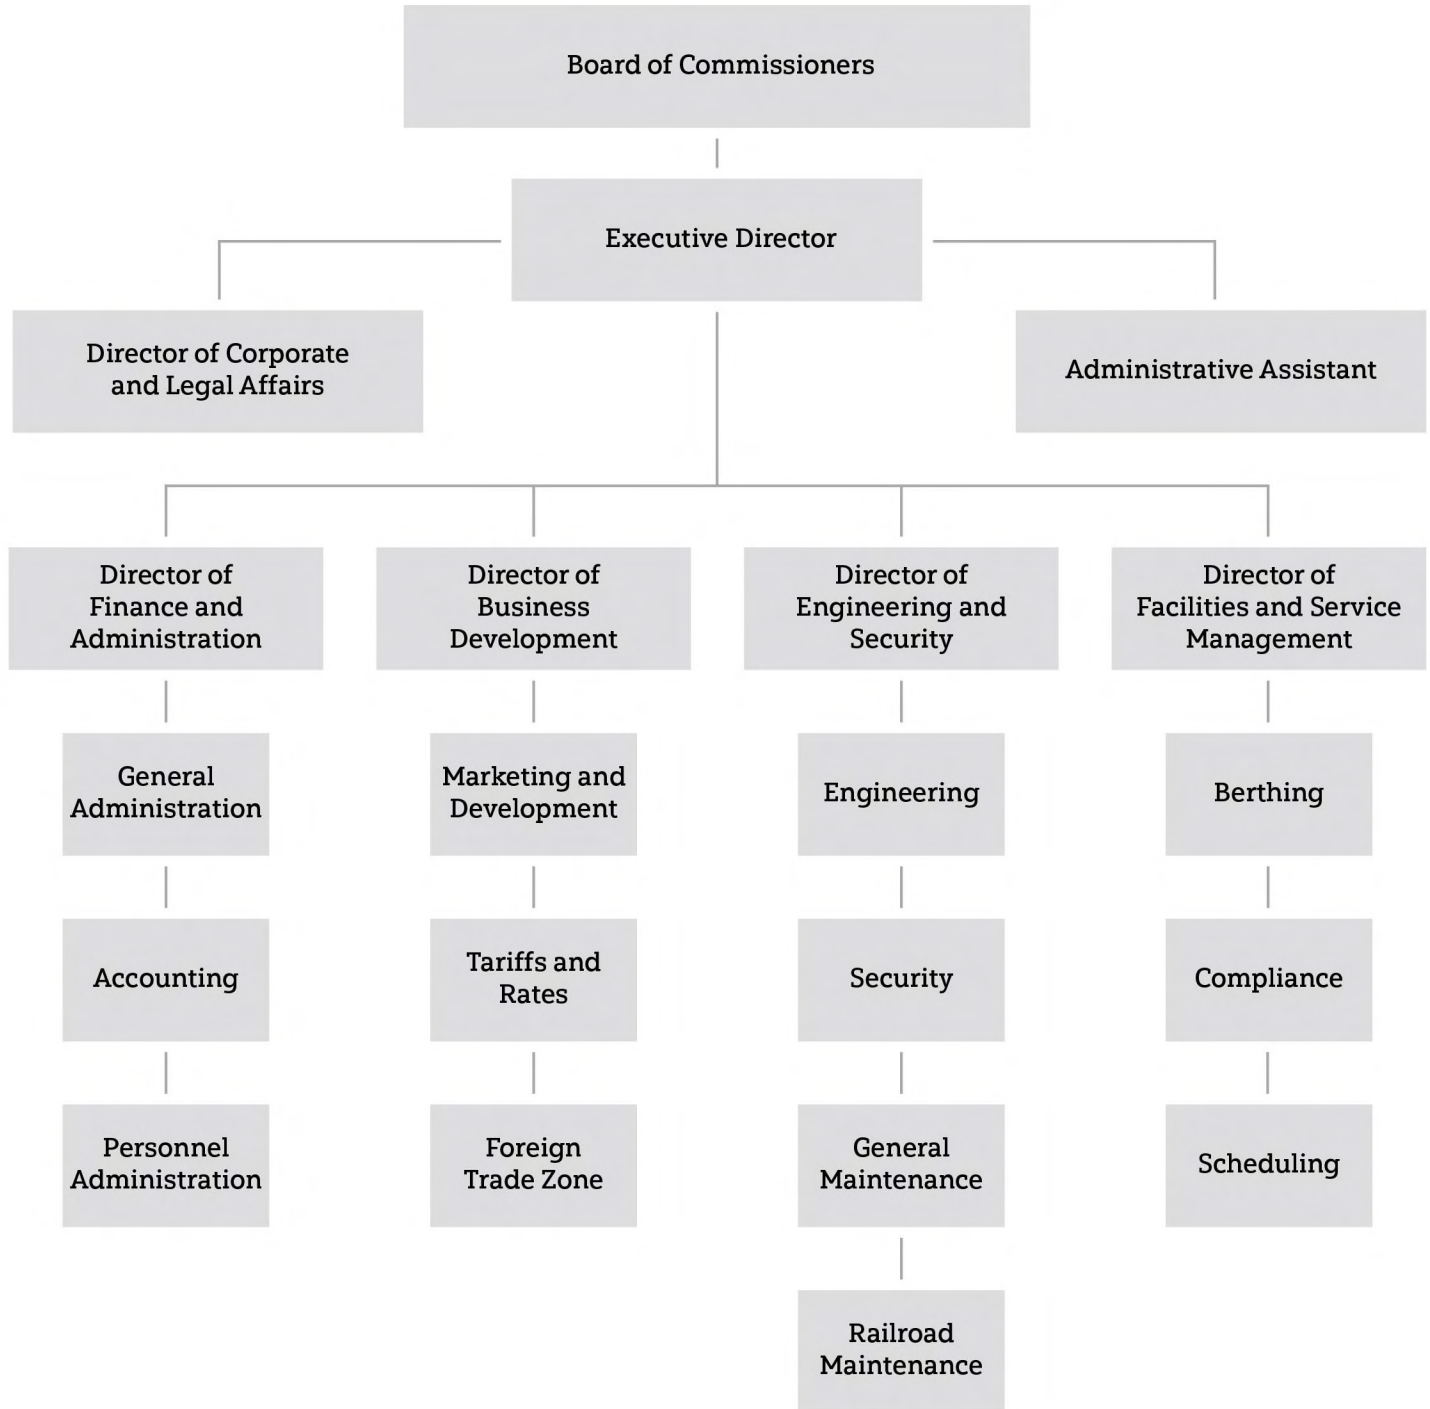 Board of Commissioners
Executive Director
Director of Corporate
and Legal Affairs
Administrative Assistant
Director of
Finance and
Administration
Director of
Business
Development
Director of
Engineering and
Security
Director of
Facilities and Service
Management
General
Administration
Marketing and
Development
Engineering
Berthing
Accounting
Tariffs and
Rates
Security
Compliance
Personnel
Administration
Foreign
Trade Zone
General
Maintenance
Scheduling
Railroad
Maintenance